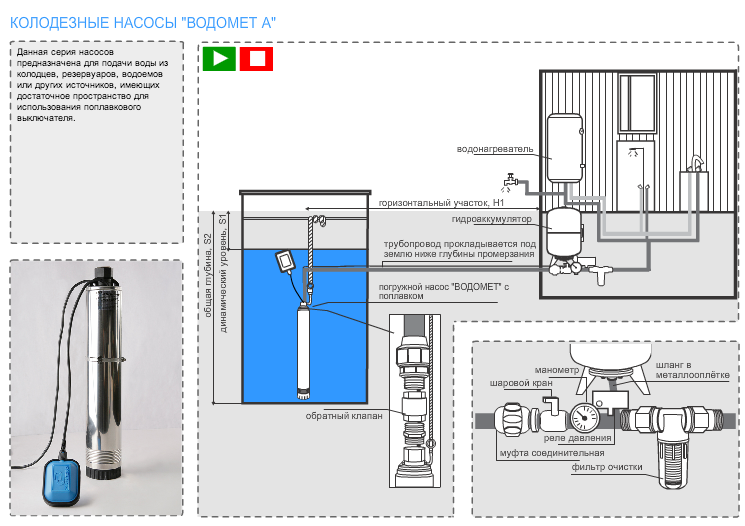 КОЛОДЕЗНЫЕ НАСОСЫ "ВОДОМЕТ А"
Данная серия насосов
предназначена для подачи воды из
колодцев, резервуаров, водоемов
или других источников, имеющих
достаточное пространство для
использования поплавкового
выключателя.
водонагреватель
горизонтальный участок, H1
гидроаккумулятор
общая глубина, S2
динамический уровень, S1
трубопровод прокладывается под
землю ниже глубины промерзания
погружной насос "ВОДОМЕТ" с
поплавком
обратный клапан
манометр
шланг в
металлооплётке
шаровой кран
реле давления
муфта соединительная
фильтр очистки